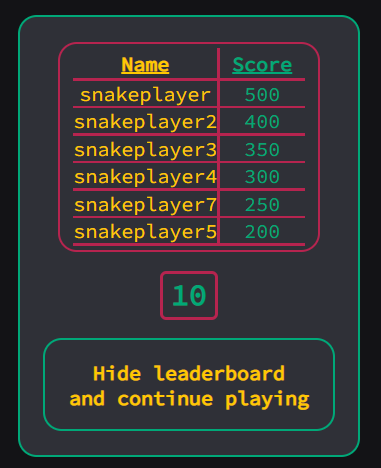 Name Score
snakeplayer 500
snakeplayer2 400
snakeplayer3 350
snakeplayer4 300
snakeplayer7 250
snakeplayer5 200
10
Hide leaderboard
and continue playing